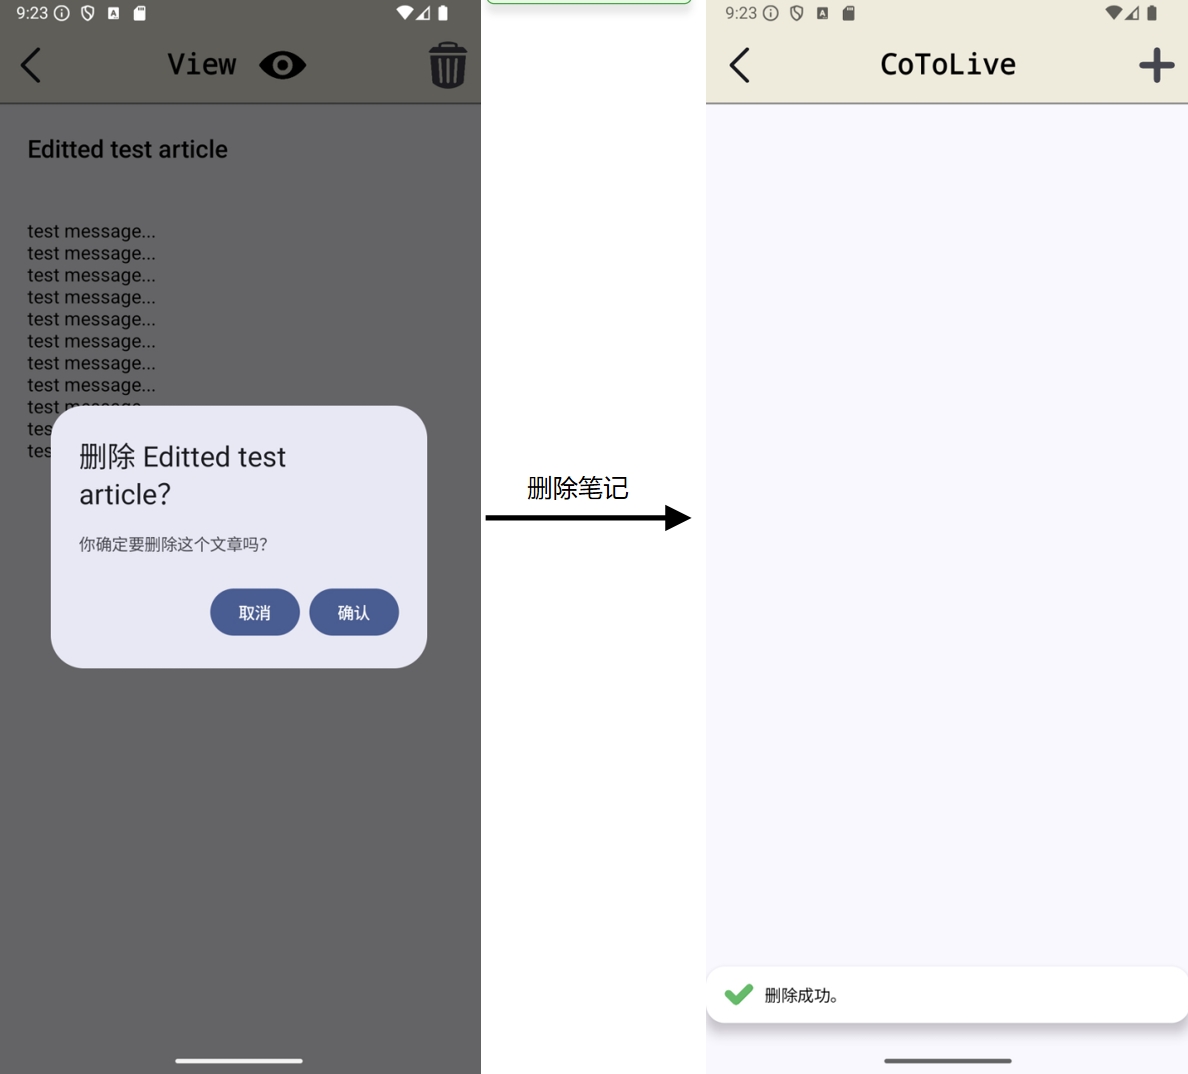 9:23
View
Editted test article
test message...
test message...
test message...
test message...
test message...
test message...
test message...
test message...
test message...
tes
tes
删除 Editted test
article?
你确定要删除这个文章吗?
取消
确认
删除笔记
9:23
CoToLive
删除成功。